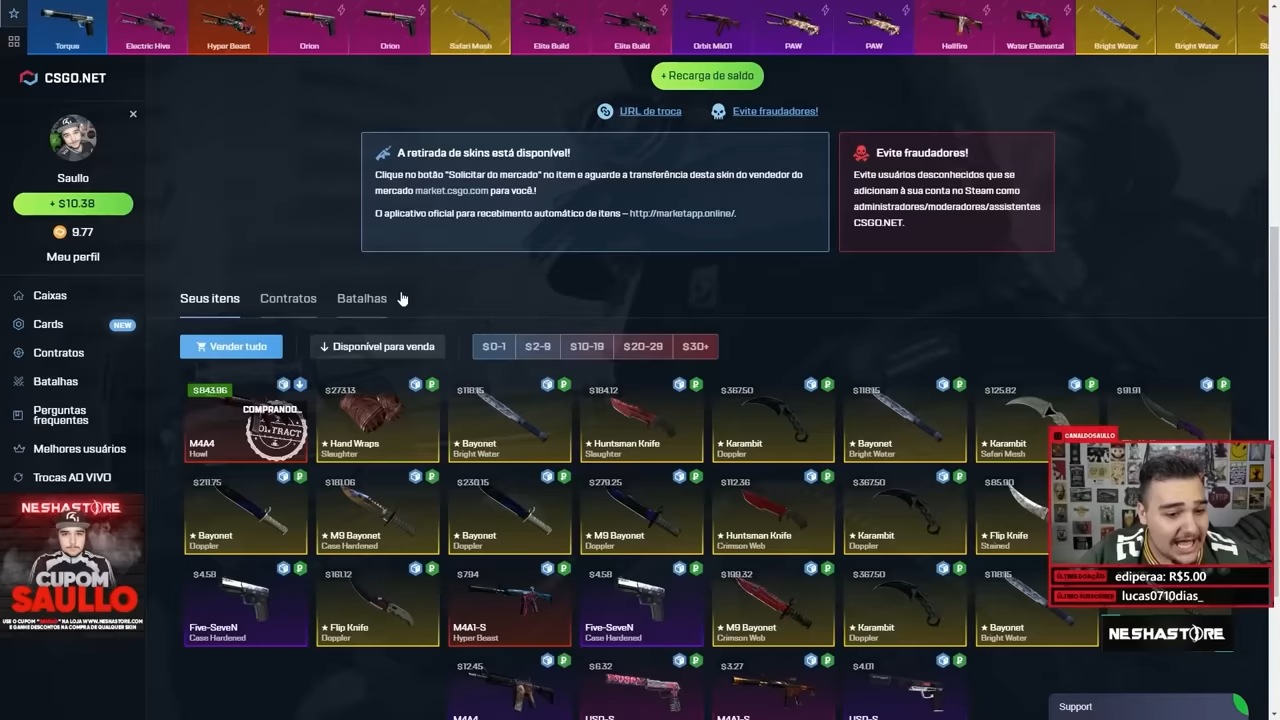 Torque
Electric Hive
Hyper Beast
Orion
Orion
Safari Mesh
Elite Build
Elite Build
Orbit Mk01
PAW
PAW
Hellfire
Water Elemental
Bright Water
Bright Water
CSGO.NET
Saullo
+ $10.38
9.77
Meu perfil
Caixas
Cards
NEW
Contratos
Batalhas
Perguntas
frequentes
Melhores usuários
Trocas AO VIVO
NESHASTORE
CUPOM
SAULLO
+ Recarga de saldo
URL de troca
Evite fraudadores!
A retirada de skins está disponível!
Clique no botão "Solicitar do mercado" no item e aguarde a transferência desta skin do vendedor do
mercado market.csgo.com para você.!
O aplicativo oficial para recebimento automático de itens – http://marketapp.online/.
Evite fraudadores!
Evite usuários desconhecidos que se
adicionam à sua conta no Steam como
administradores/moderadores/assistentes
CSGO.NET.
Seus itens
Contratos
Batalhas
Vender tudo
Disponível para venda
$0-1
$2-9
$10-19
$20-29
$30+
$843.96
COMPRANDO...
M4A4
Howl
$273.13
★ Hand Wraps
Slaughter
$118.15
★ Bayonet
Bright Water
$184.12
★ Huntsman Knife
Slaughter
$367.50
★ Karambit
Doppler
$118.15
★ Bayonet
Bright Water
$125.82
★ Karambit
Safari Mesh
$91.91
$211.75
★ Bayonet
Doppler
$161.06
★ M9 Bayonet
Case Hardened
$230.15
★ Bayonet
Doppler
$279.25
★ M9 Bayonet
Doppler
$112.36
★ Huntsman Knife
Crimson Web
$367.50
★ Karambit
Doppler
★ Flip Knife
Stained
$4.58
Five-SeveN
Case Hardened
$161.12
★ Flip Knife
Doppler
$7.94
M4A1-S
Hyper Beast
$4.58
Five-SeveN
Case Hardened
$199.32
★ M9 Bayonet
Crimson Web
$367.50
★ Karambit
Doppler
$118.15
★ Bayonet
Bright Water
$12.45
M4A4
$6.32
USP-S
$3.27
M4A1-S
$4.01
USP-S
CANALDOSAULLO
ediperaa: R$5.00
lucas0710dias_
NESHASTORE
Support